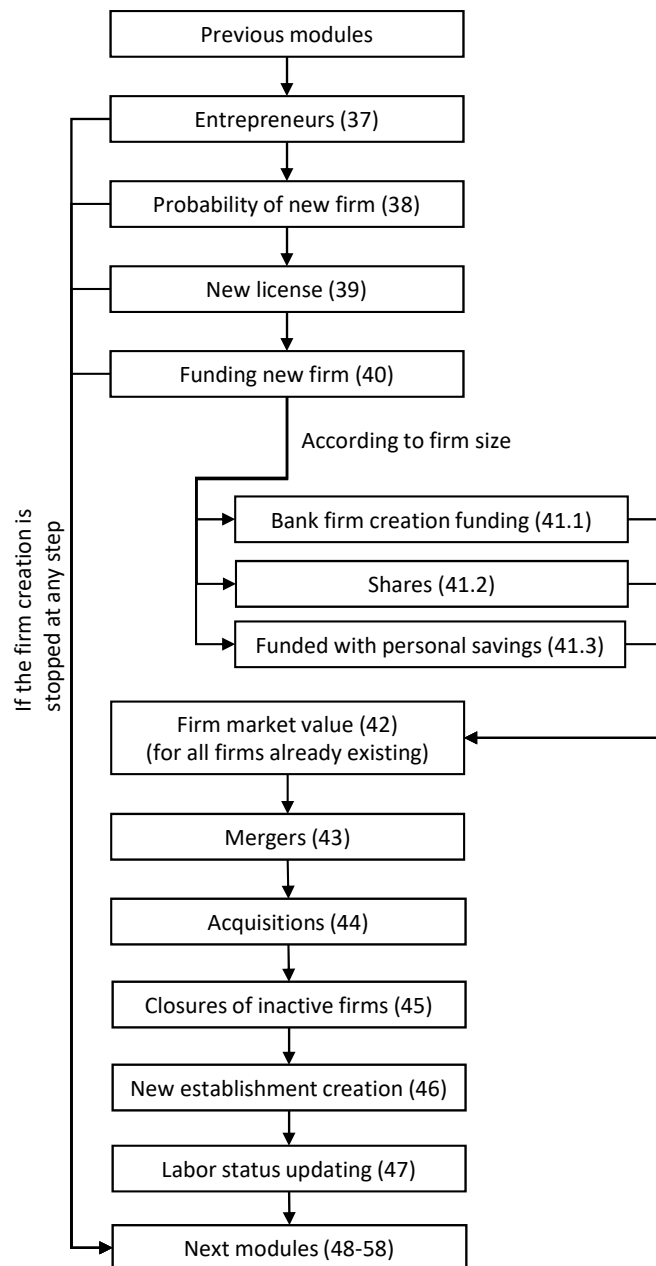 Previous modules
Entrepreneurs (37)
Probability of new firm (38)
New license (39)
Funding new firm (40)
According to firm size
Bank firm creation funding (41.1)
Shares (41.2)
Funded with personal savings (41.3)
If the firm creation is
stopped at any step
Firm market value (42)
(for all firms already existing)
Mergers (43)
Acquisitions (44)
Closures of inactive firms (45)
New establishment creation (46)
Labor status updating (47)
Next modules (48-58)